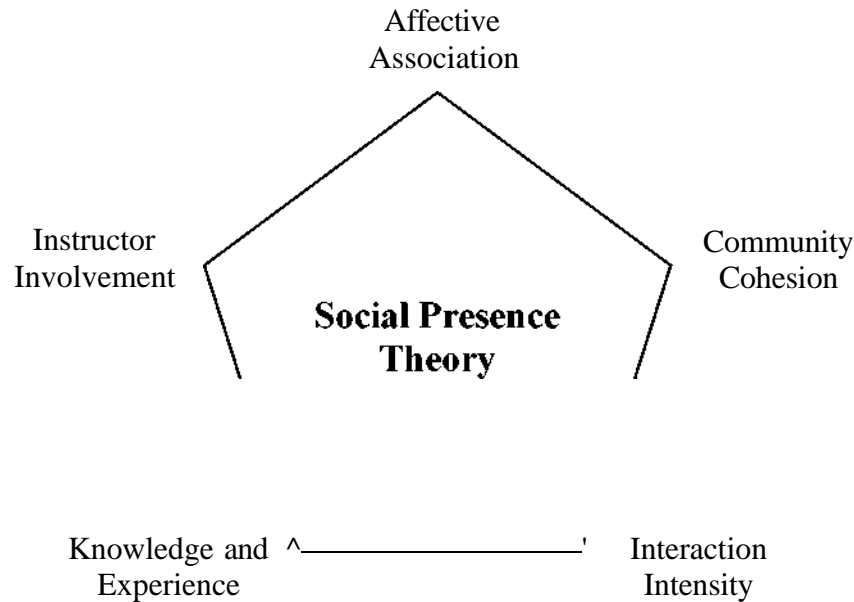 Affective
Association
Instructor
Involvement
Community
Cohesion
Social Presence
Theory
Knowledge and ^ '
Experience
Interaction
Intensity